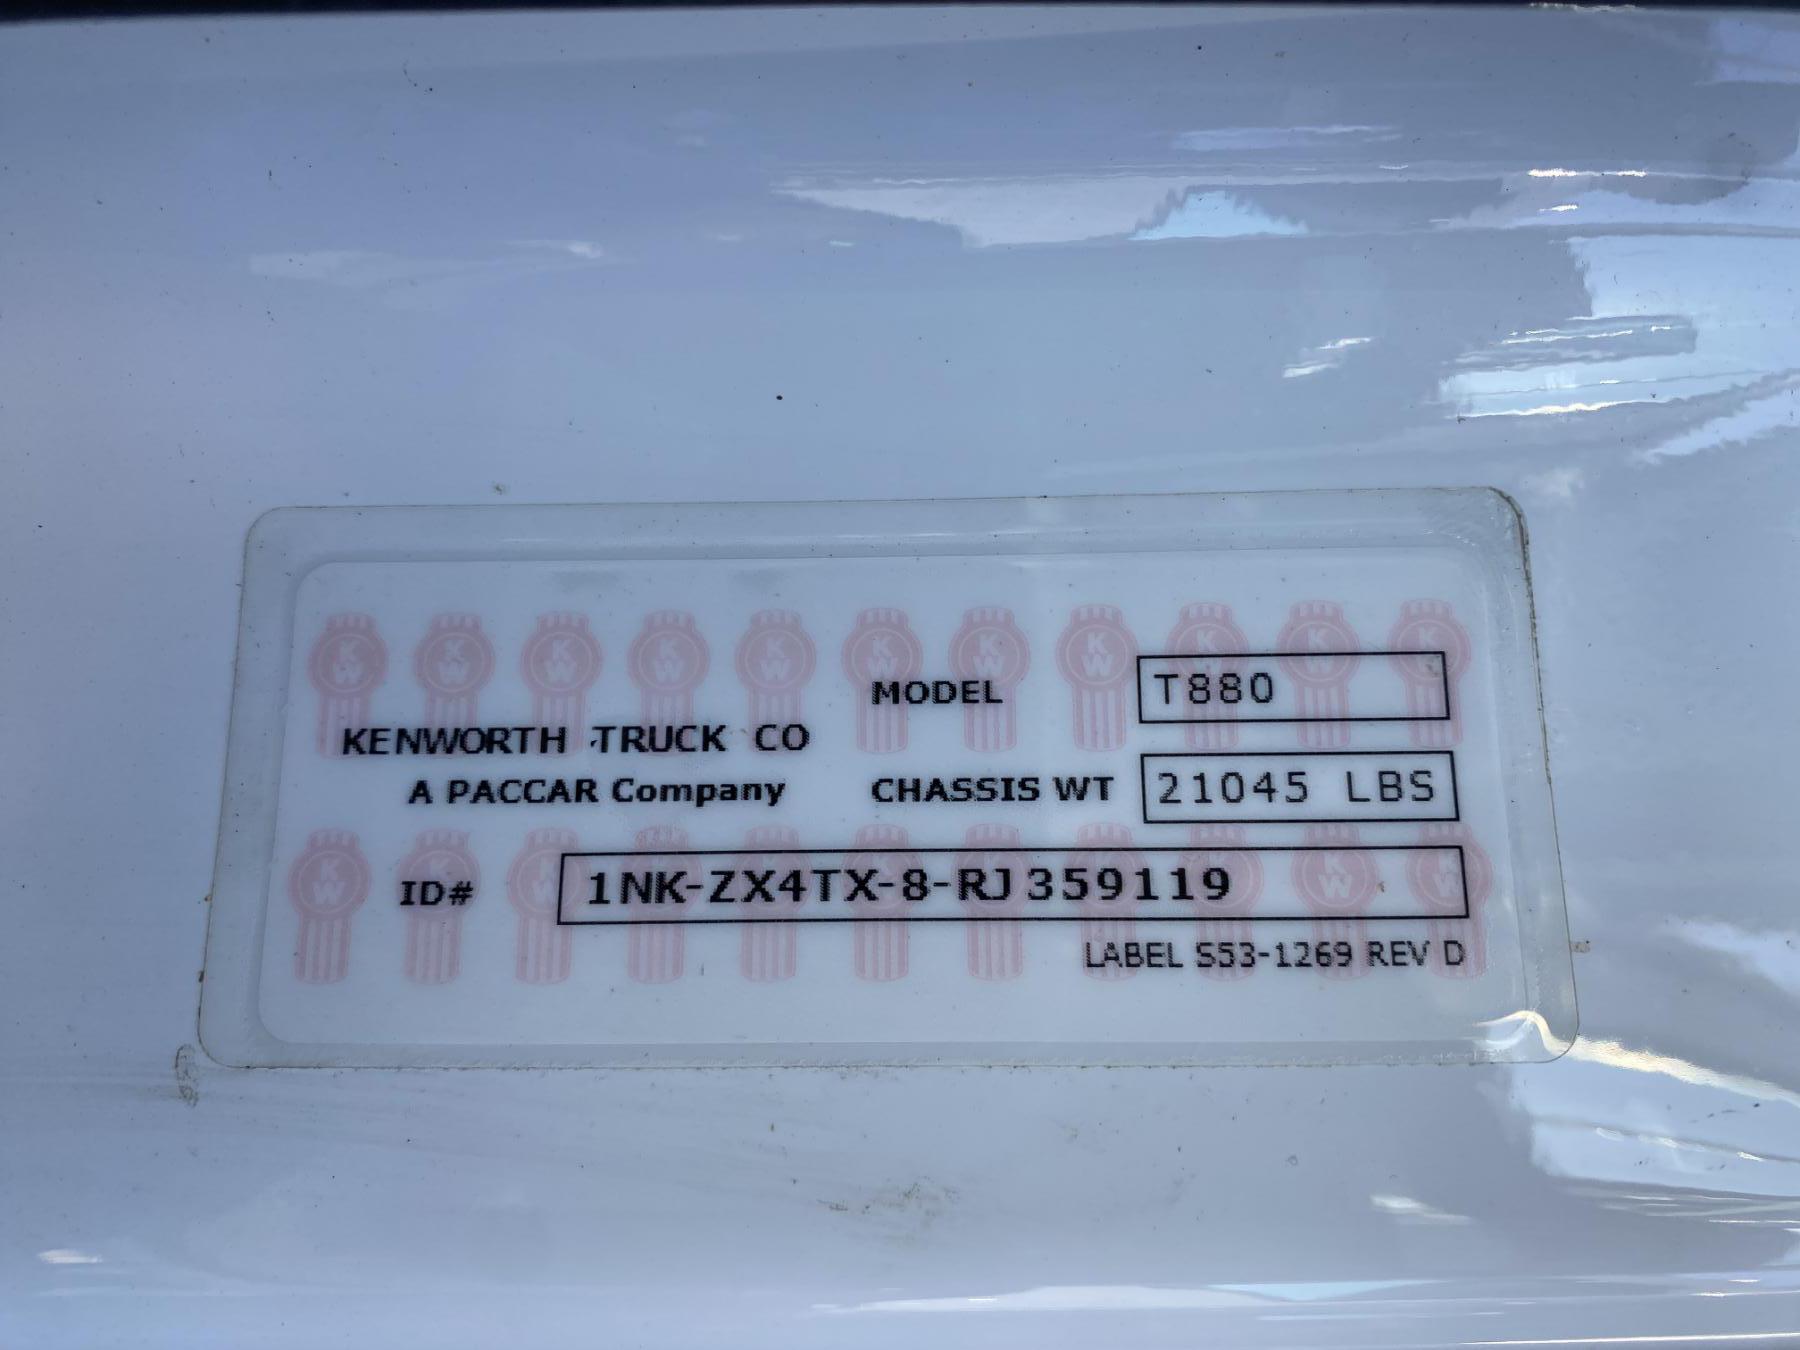 MODEL T880
KENWORTH TRUCK CO
A PACCAR Company CHASSIS WT 21045 LBS
ID# 1NK-ZX4TX-8-RJ359119
LABEL S53-1269 REV D